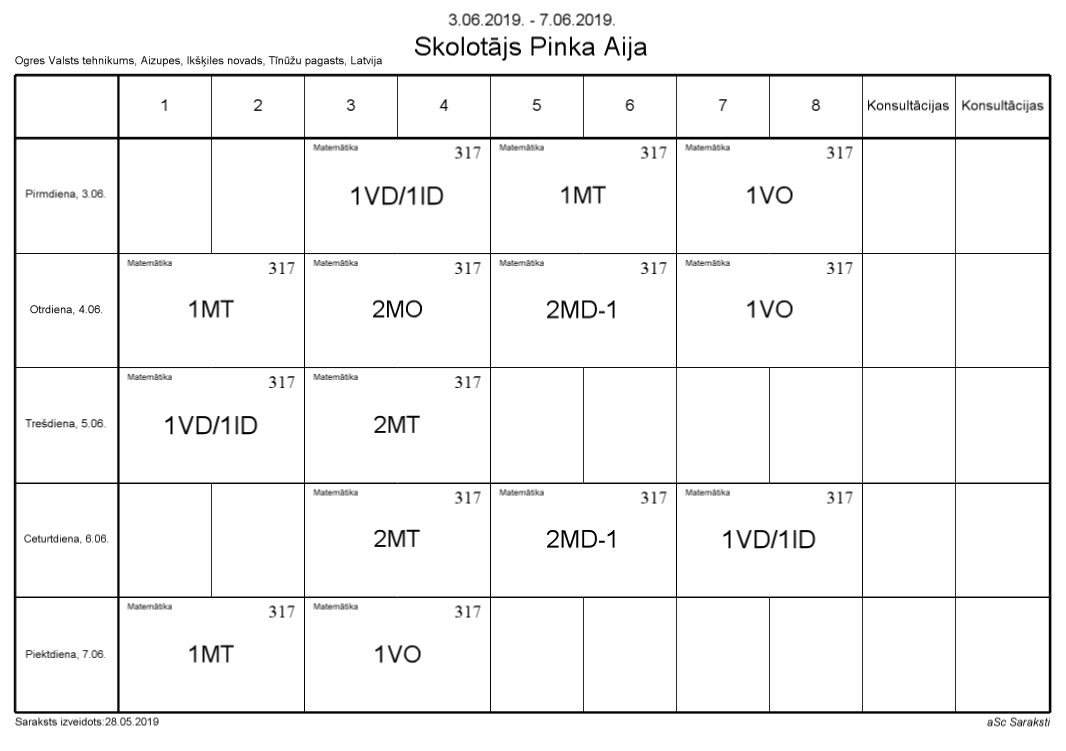 3.06.2019. - 7.06.2019.
Skolotājs Pinka Aija
Ogres Valsts tehnikums, Aizupes, Ikšķiles novads, Tīnūžu pagasts, Latvija
1 2 3 4 5 6 7 8 Konsultācijas Konsultācijas
Matemātika 317 Matemātika 317 Matemātika 317
Pirmdiena, 3.06. 1VD/1ID 1MT 1VO
Matemātika 317 Matemātika 317 Matemātika 317 Matemātika 317
Otrdiena, 4.06. 1MT 2MO 2MD-1 1VO
Matemātika 317 Matemātika 317
Trešdiena, 5.06. 1VD/1ID 2MT
Matemātika 317 Matemātika 317 Matemātika 317
Ceturtdiena, 6.06. 2MT 2MD-1 1VD/1ID
Matemātika 317 Matemātika 317
Piektdiena, 7.06. 1MT 1VO
Saraksts izveidots:28.05.2019 aSc Saraksti